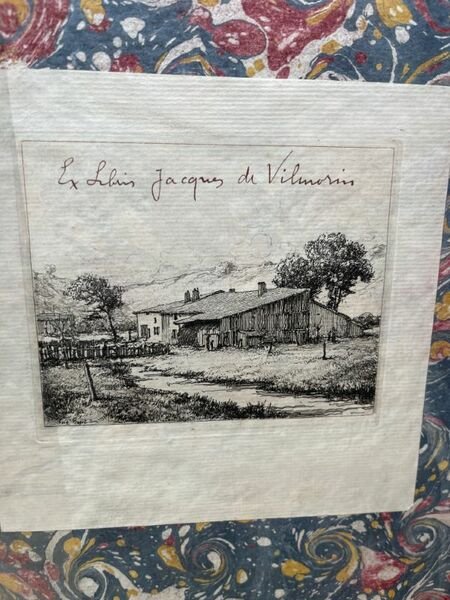 Ex Libris Jacques de Vilmorin